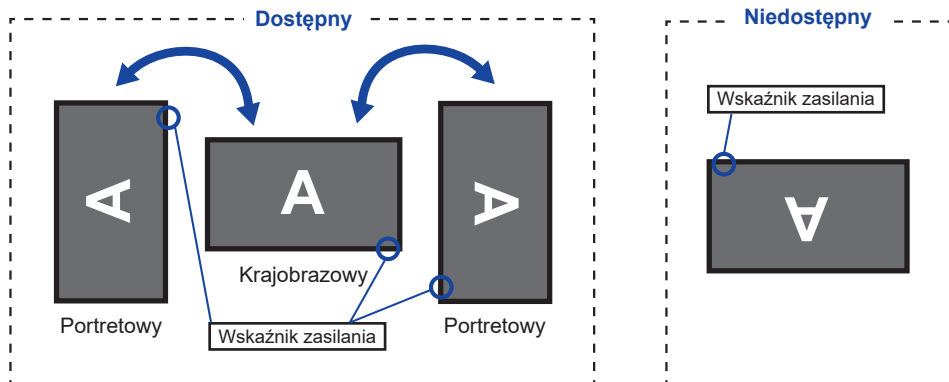 Dostępny
A
A
A
Krajobrazowy
Portretowy
Wskaźnik zasilania
Portretowy
Niedostępny
Wskaźnik zasilania
A